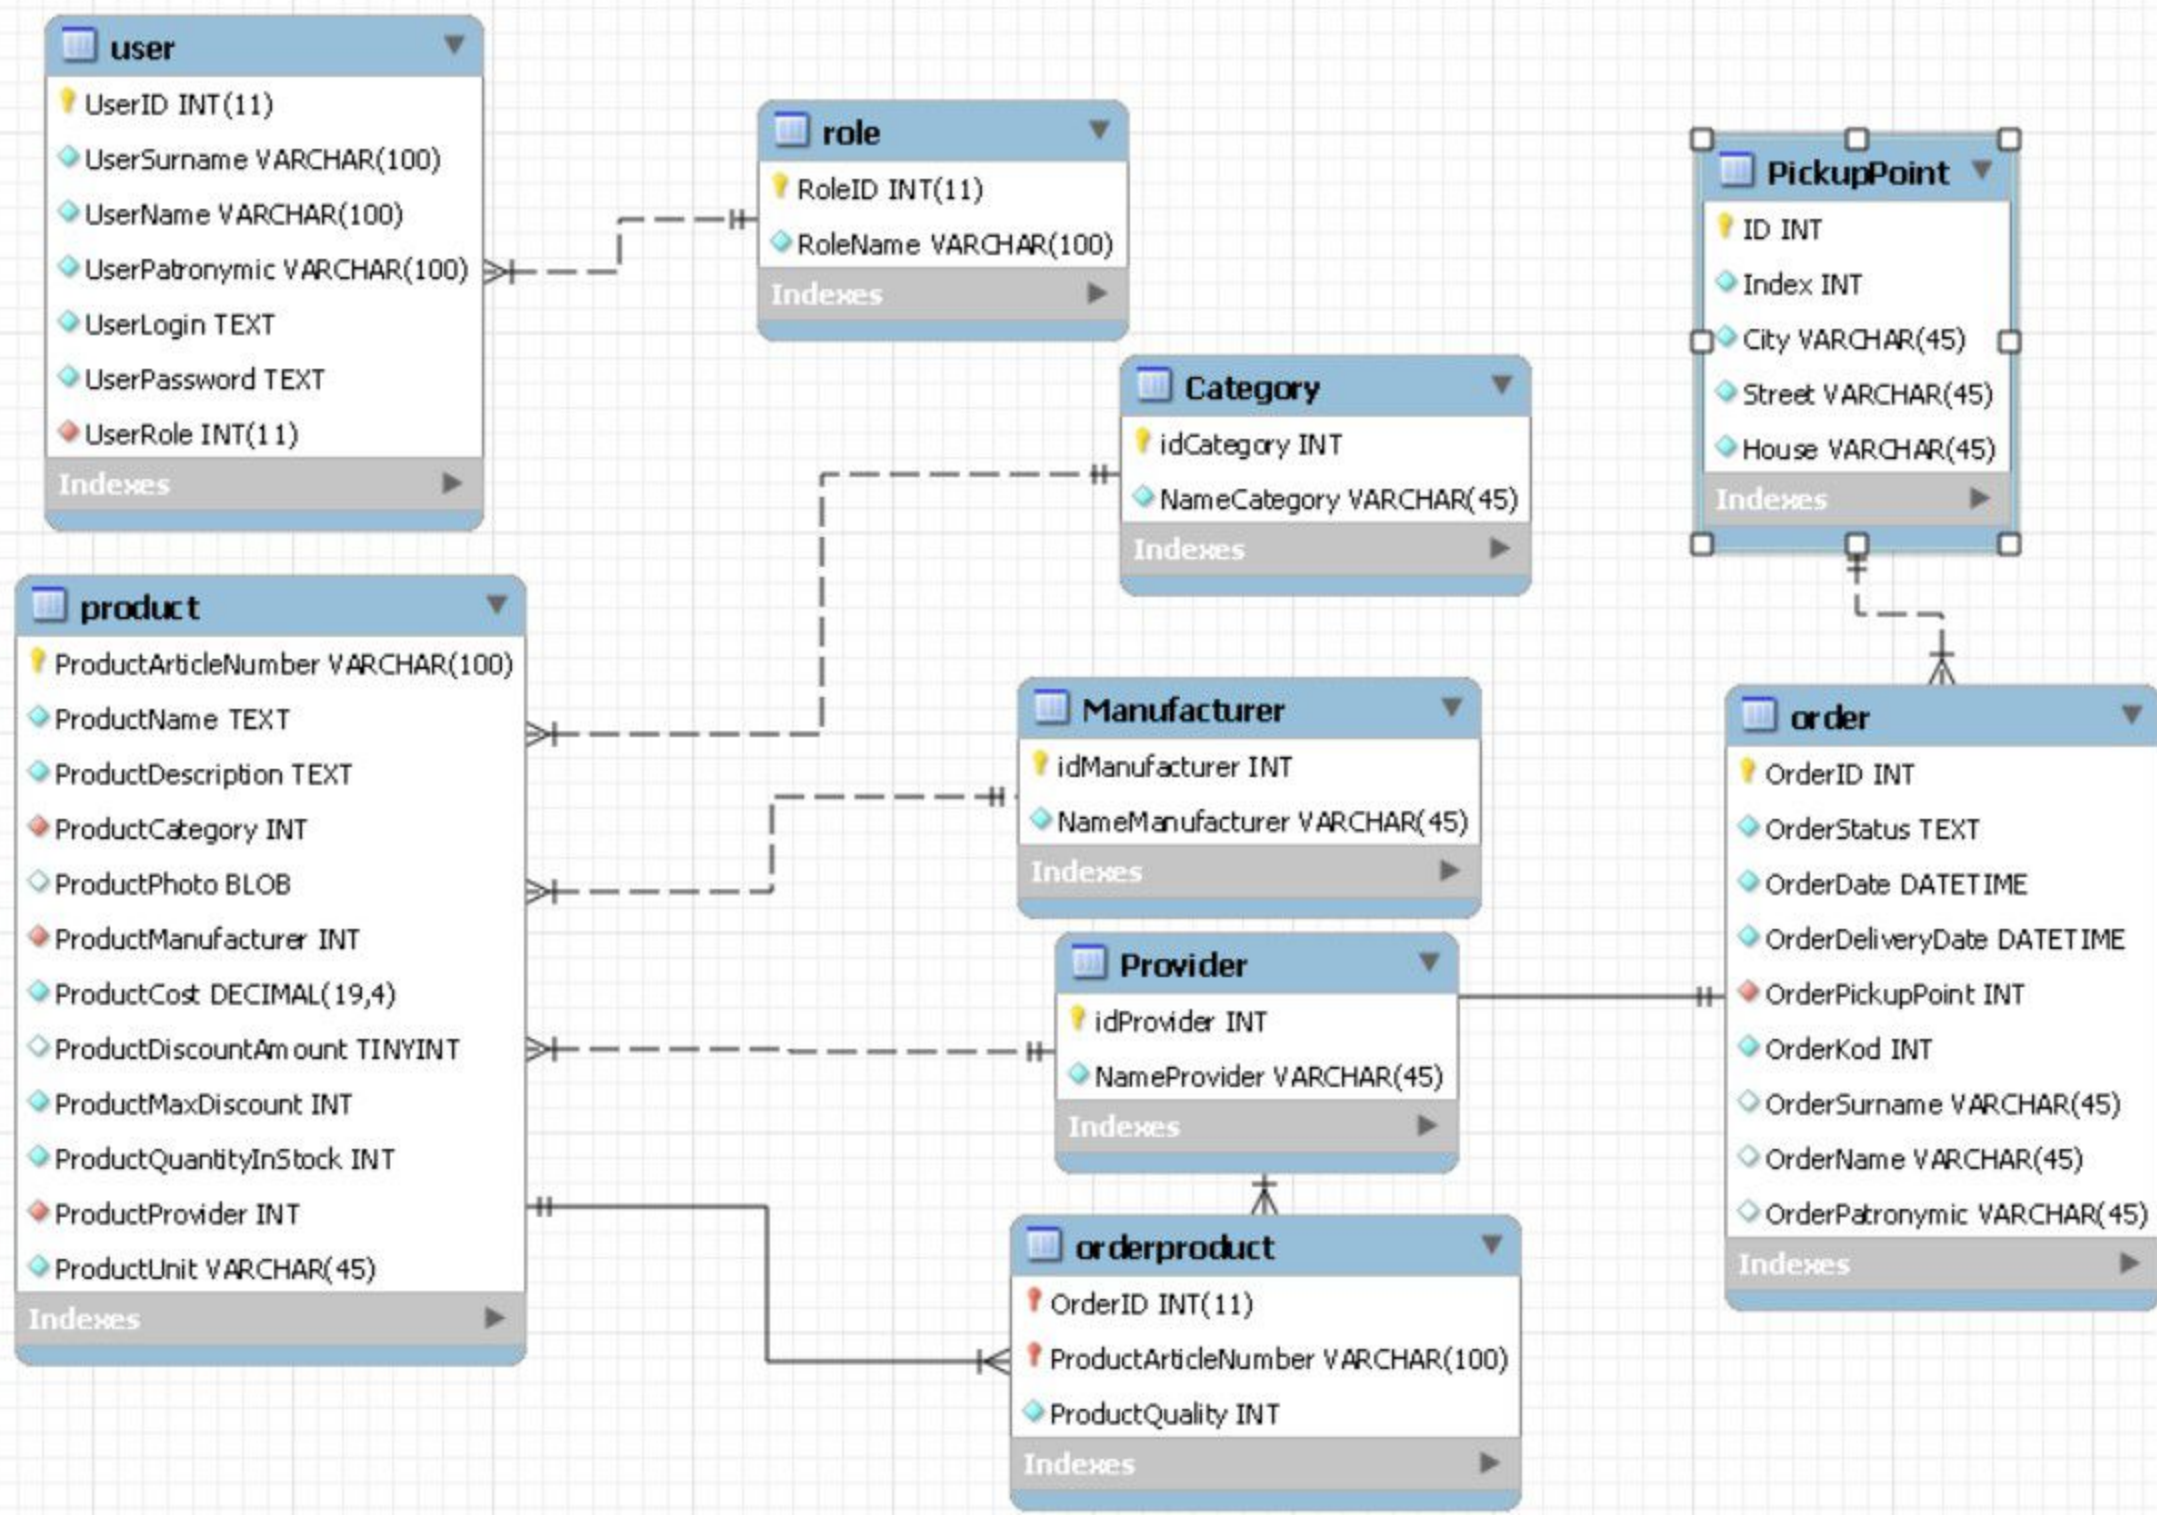 user
UserID INT(11)
UserSurname VARCHAR(100)
UserName VARCHAR(100)
UserPatronymic VARCHAR(100)
UserLogin TEXT
UserPassword TEXT
UserRole INT(11)
Indexes
role
RoleID INT(11)
RoleName VARCHAR(100)
Indexes
PickupPoint
ID INT
Index INT
City VARCHAR(45)
Street VARCHAR(45)
House VARCHAR(45)
Indexes
Category
idCategory INT
NameCategory VARCHAR(45)
Indexes
product
ProductArticleNumber VARCHAR(100)
ProductName TEXT
ProductDescription TEXT
ProductCategory INT
ProductPhoto BLOB
ProductManufacturer INT
ProductCost DECIMAL(19,4)
ProductDiscountAmount TINYINT
ProductMaxDiscount INT
ProductQuantityInStock INT
ProductProvider INT
ProductUnit VARCHAR(45)
Indexes
Manufacturer
idManufacturer INT
NameManufacturer VARCHAR(45)
Indexes
Provider
idProvider INT
NameProvider VARCHAR(45)
Indexes
order
OrderID INT
OrderStatus TEXT
OrderDate DATETIME
OrderDeliveryDate DATETIME
OrderPickupPoint INT
OrderKod INT
OrderSurname VARCHAR(45)
OrderName VARCHAR(45)
OrderPatronymic VARCHAR(45)
Indexes
orderproduct
OrderID INT(11)
ProductArticleNumber VARCHAR(100)
ProductQuality INT
Indexes